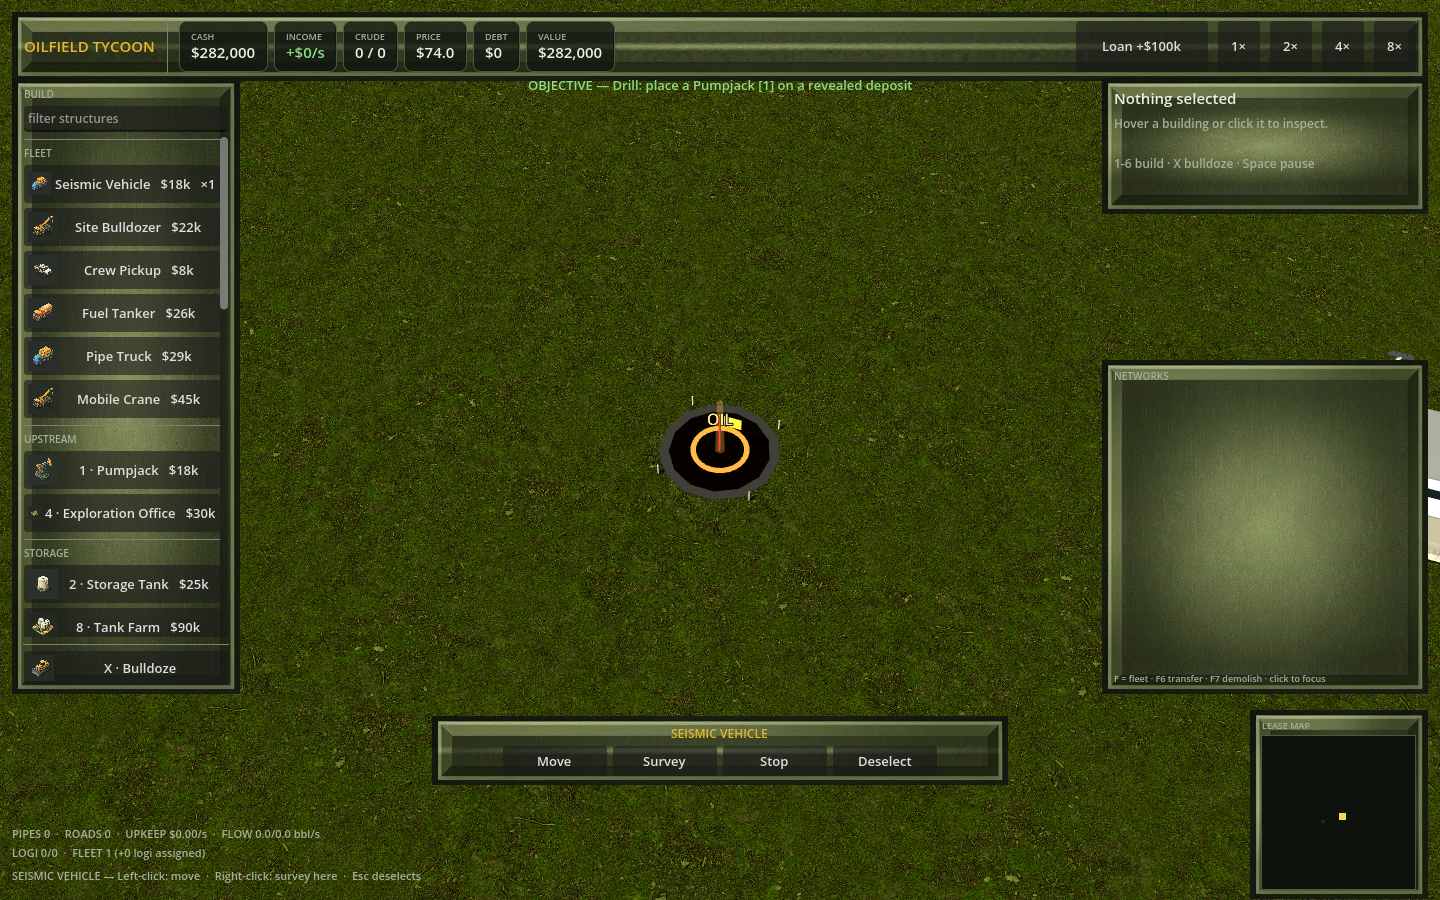 OILFIELD TYCOON
CASH
$282,000
INCOME
+$0/s
CRUDE
0 / 0
PRICE
$74.0
DEBT
$0
VALUE
$282,000
Loan +$100k
1×
2×
4×
8×
OBJECTIVE — Drill: place a Pumpjack [1] on a revealed deposit
BUILD
filter structures
FLEET
Seismic Vehicle $18k ×1
Site Bulldozer $22k
Crew Pickup $8k
Fuel Tanker $26k
Pipe Truck $29k
Mobile Crane $45k
UPSTREAM
1 · Pumpjack $18k
4 · Exploration Office $30k
STORAGE
2 · Storage Tank $25k
8 · Tank Farm $90k
X · Bulldoze
Nothing selected
Hover a building or click it to inspect.
1-6 build · X bulldoze · Space pause
OIL
NETWORKS
F = fleet · F6 transfer · F7 demolish · click to focus
SEISMIC VEHICLE
Move
Survey
Stop
Deselect
LEASE MAP
PIPES 0 · ROADS 0 · UPKEEP $0.00/s · FLOW 0.0/0.0 bbl/s
LOGI 0/0 · FLEET 1 (+0 logi assigned)
SEISMIC VEHICLE — Left-click: move · Right-click: survey here · Esc deselects